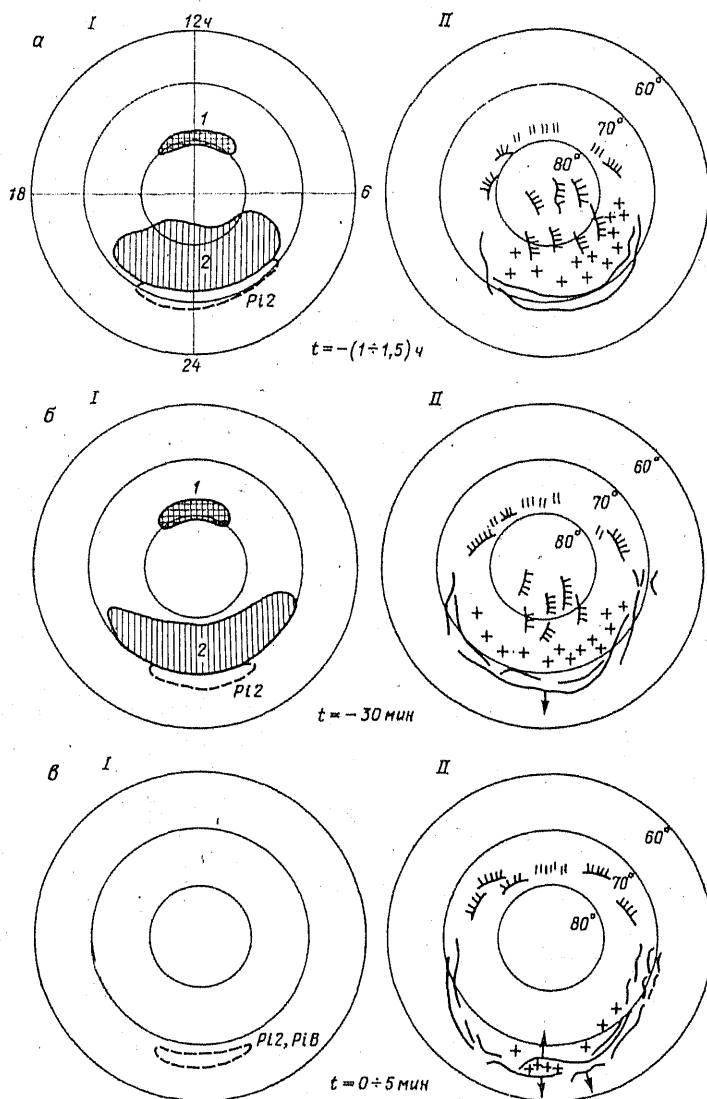 а I 12ч II
60°
1 70°
80°
18 6
2
Pi2
t = -(1÷1,5) ч
24
б I II
60°
1 70°
80°
2
Pi2
t = - 30 мин
в I II
60°
70°
80°
Pi2, PiB
t = 0÷5 мин